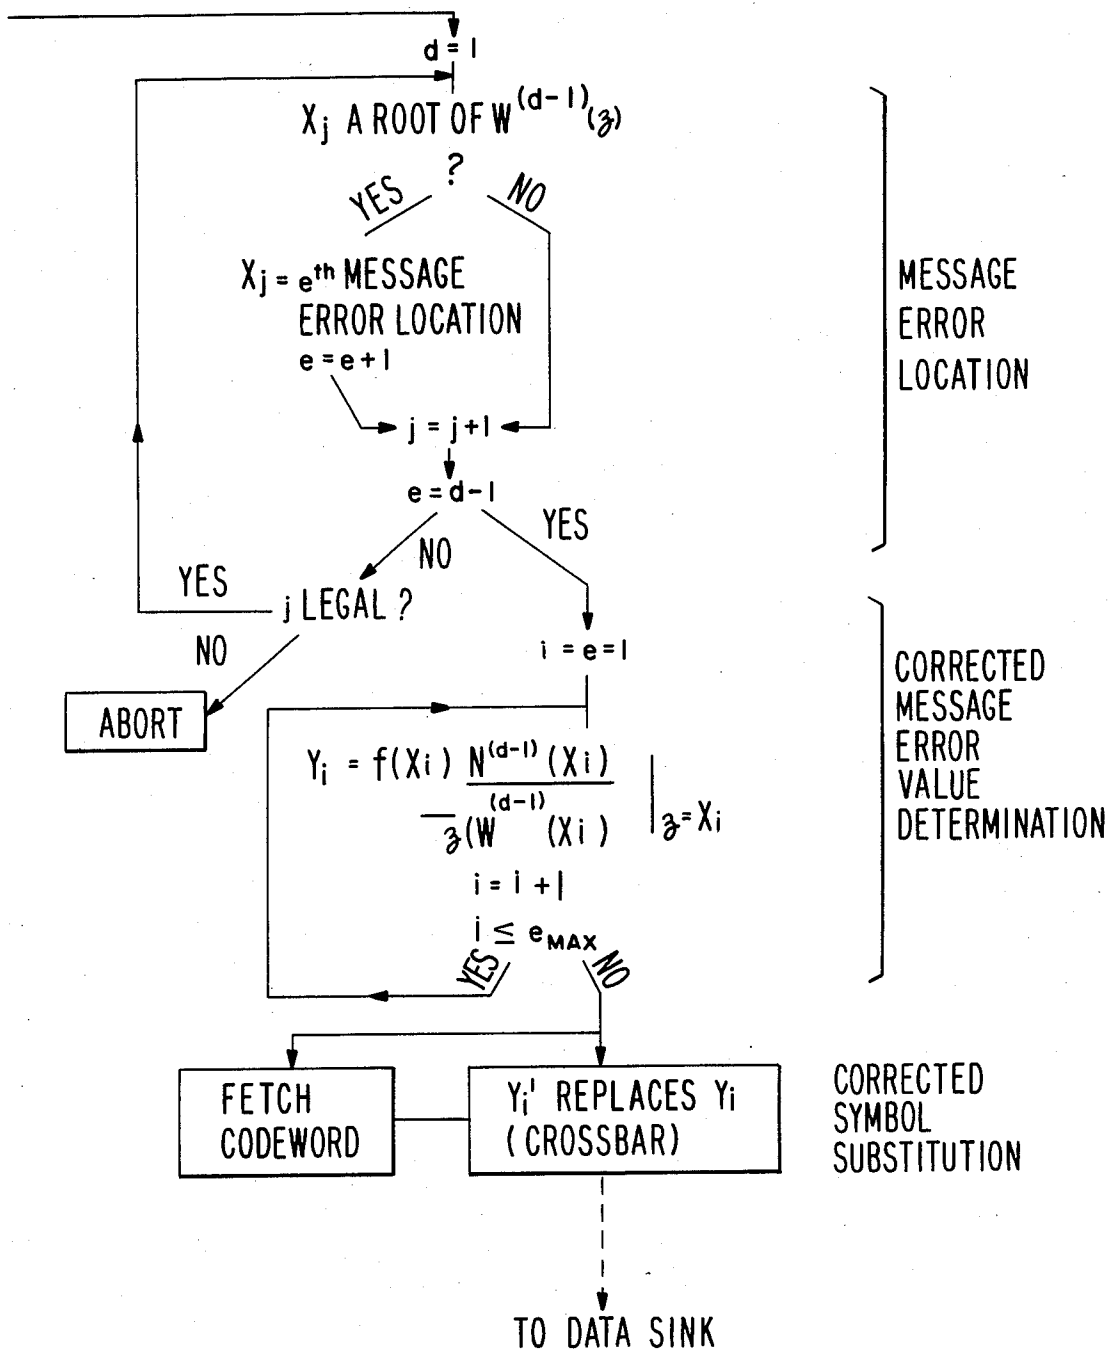 d = 1
Xj A ROOT OF W^(d-1)(z)
?
YES
NO
Xj = e^th MESSAGE
ERROR LOCATION
e = e+1
j = j+1
e = d-1
YES
NO
YES
j LEGAL ?
NO
ABORT
i = e = 1
Yi = f(Xi) N^(d-1)(Xi)
z(W^(d-1)(Xi) | z=Xi
i = i + 1
i ≤ eMAX
YES
NO
FETCH
CODEWORD
Yi' REPLACES Yi
(CROSSBAR)
TO DATA SINK
MESSAGE
ERROR
LOCATION
CORRECTED
MESSAGE
ERROR
VALUE
DETERMINATION
CORRECTED
SYMBOL
SUBSTITUTION